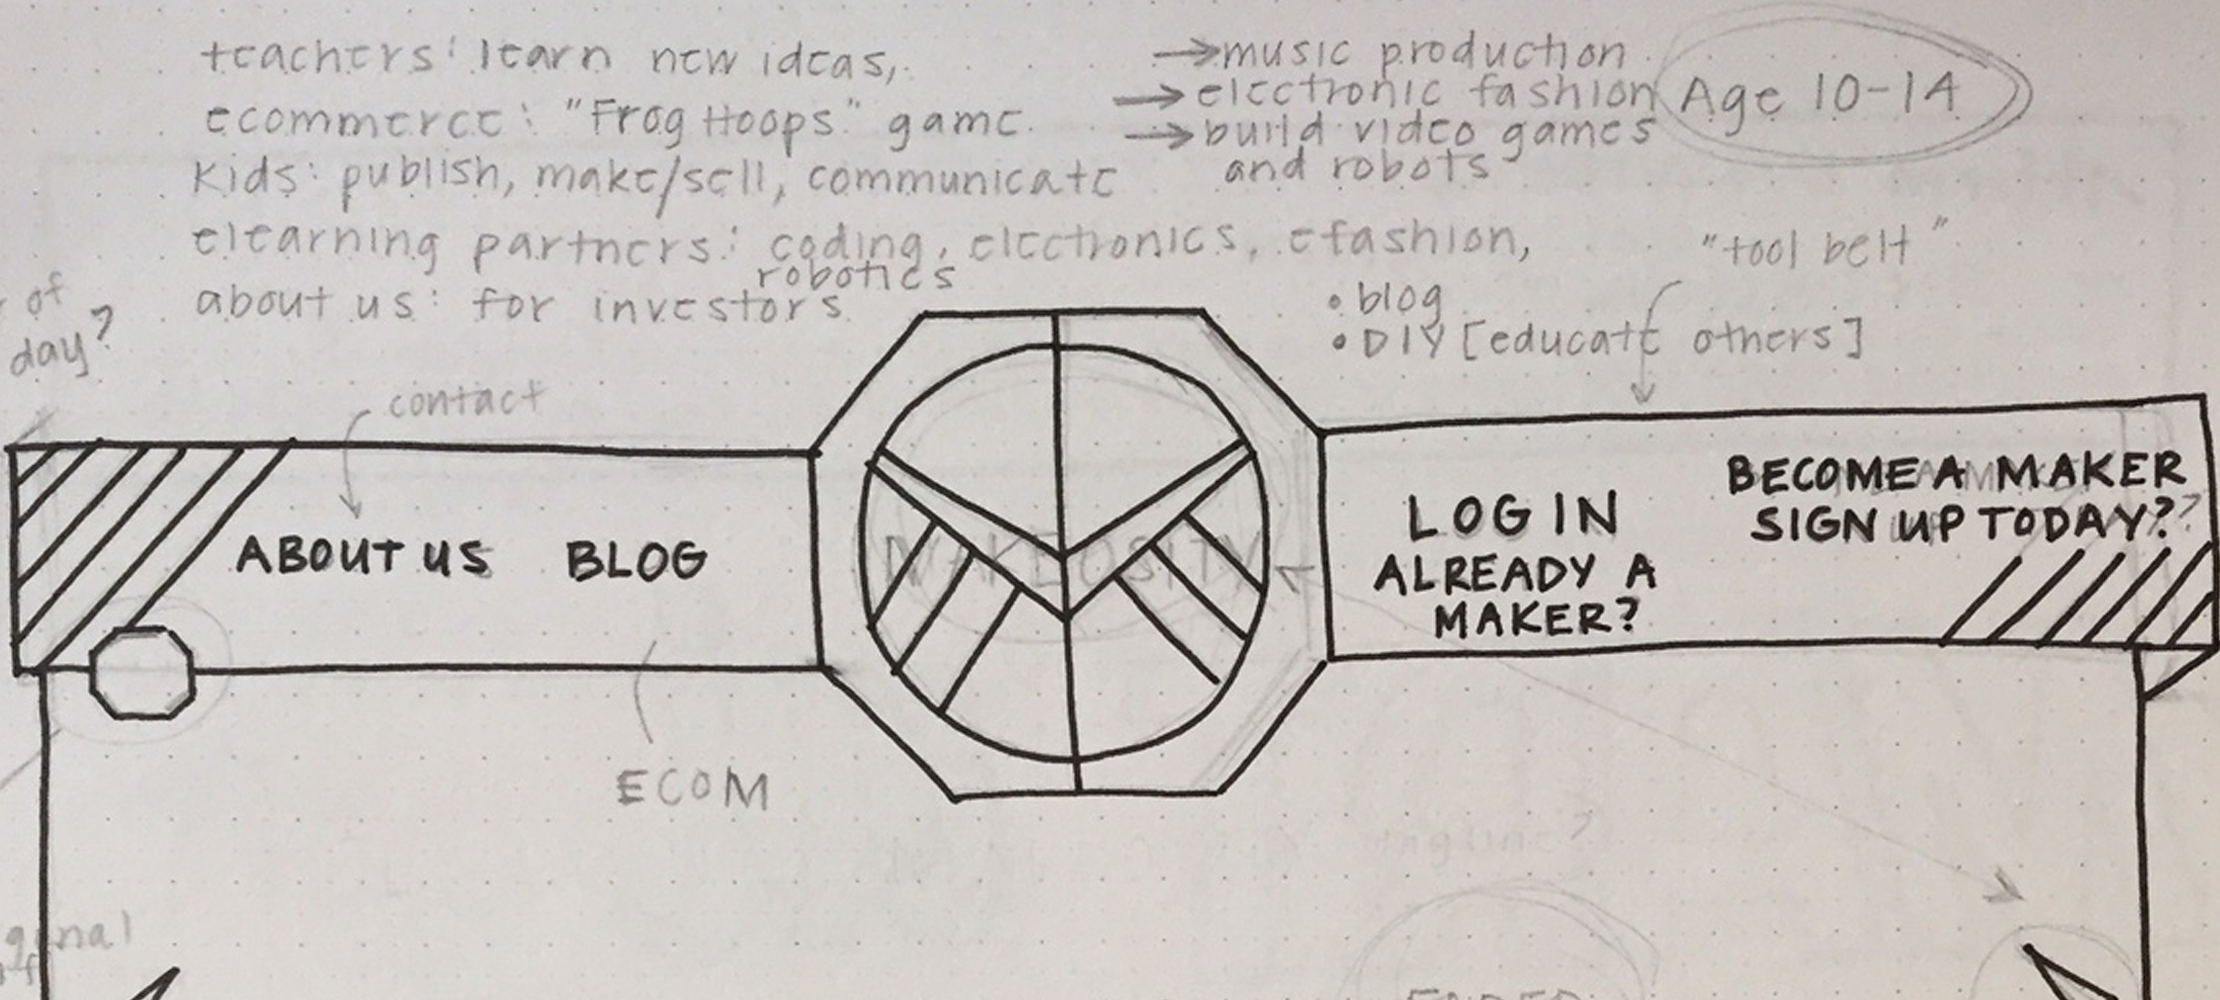 teachers: learn new ideas,
ecommerce: "Frog Hoops" game
Kids: publish, make/sell, communicate
elearning partners: coding, electronics, efashion,
robotics
about us: for investors
→music production
→electronic fashion
→build video games
and robots
Age 10-14
"tool belt"
• blog
• DIY [educate others]
of
day?
contact
ABOUT US BLOG
MAKEOSITY
LOG IN
ALREADY A
MAKER?
BECOME A MAKER
SIGN UP TODAY?
ECOM
tagline?